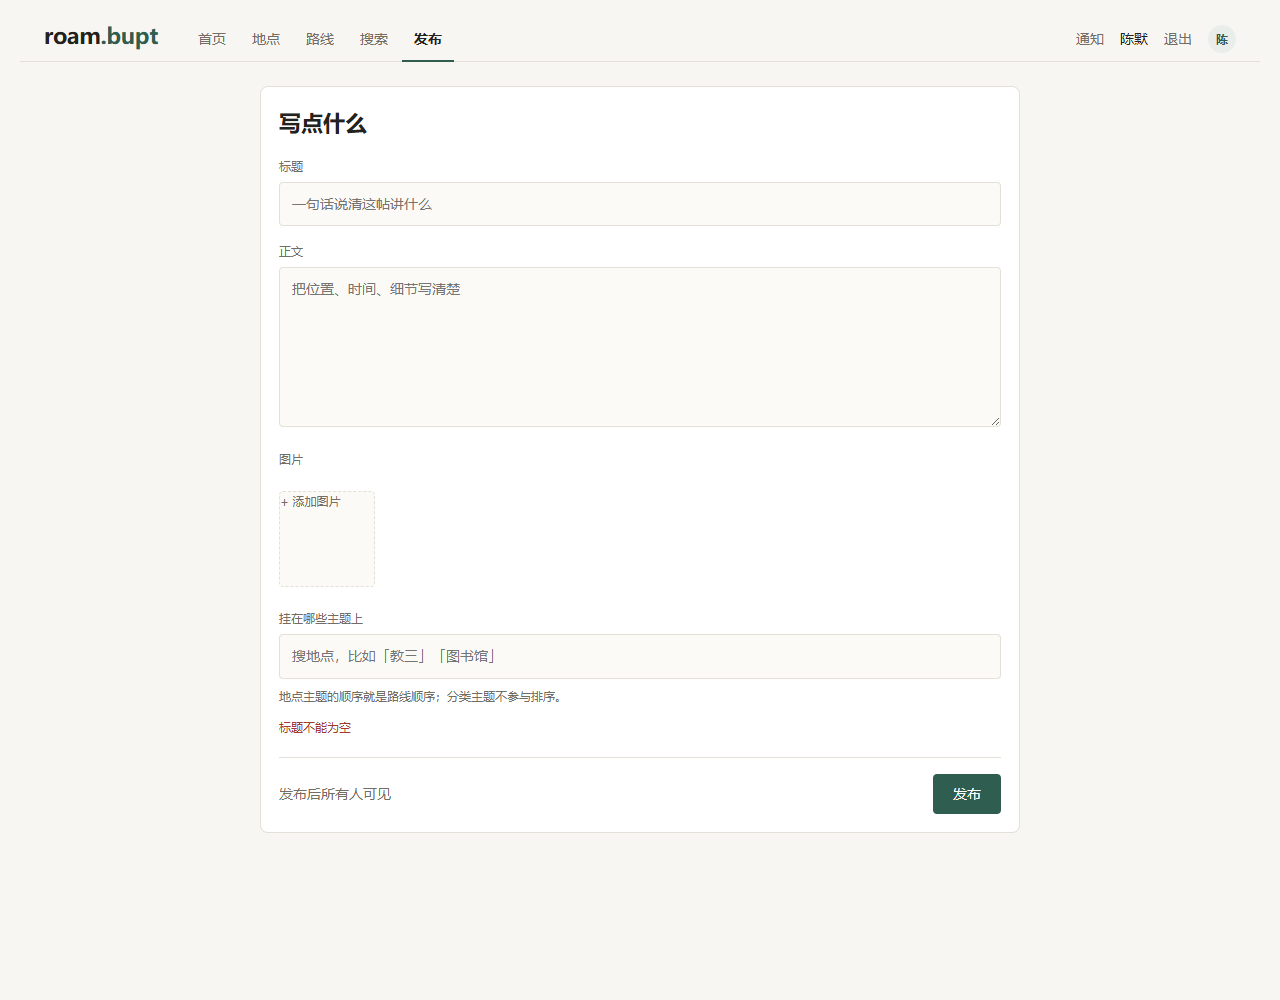 roam.bupt
首页 地点 路线 搜索 发布
通知 陈默 退出 陈
写点什么
标题
一句话说清这帖讲什么
正文
把位置、时间、细节写清楚
图片
+ 添加图片
挂在哪些主题上
搜地点，比如「教三」「图书馆」
地点主题的顺序就是路线顺序；分类主题不参与排序。
标题不能为空
发布后所有人可见
发布